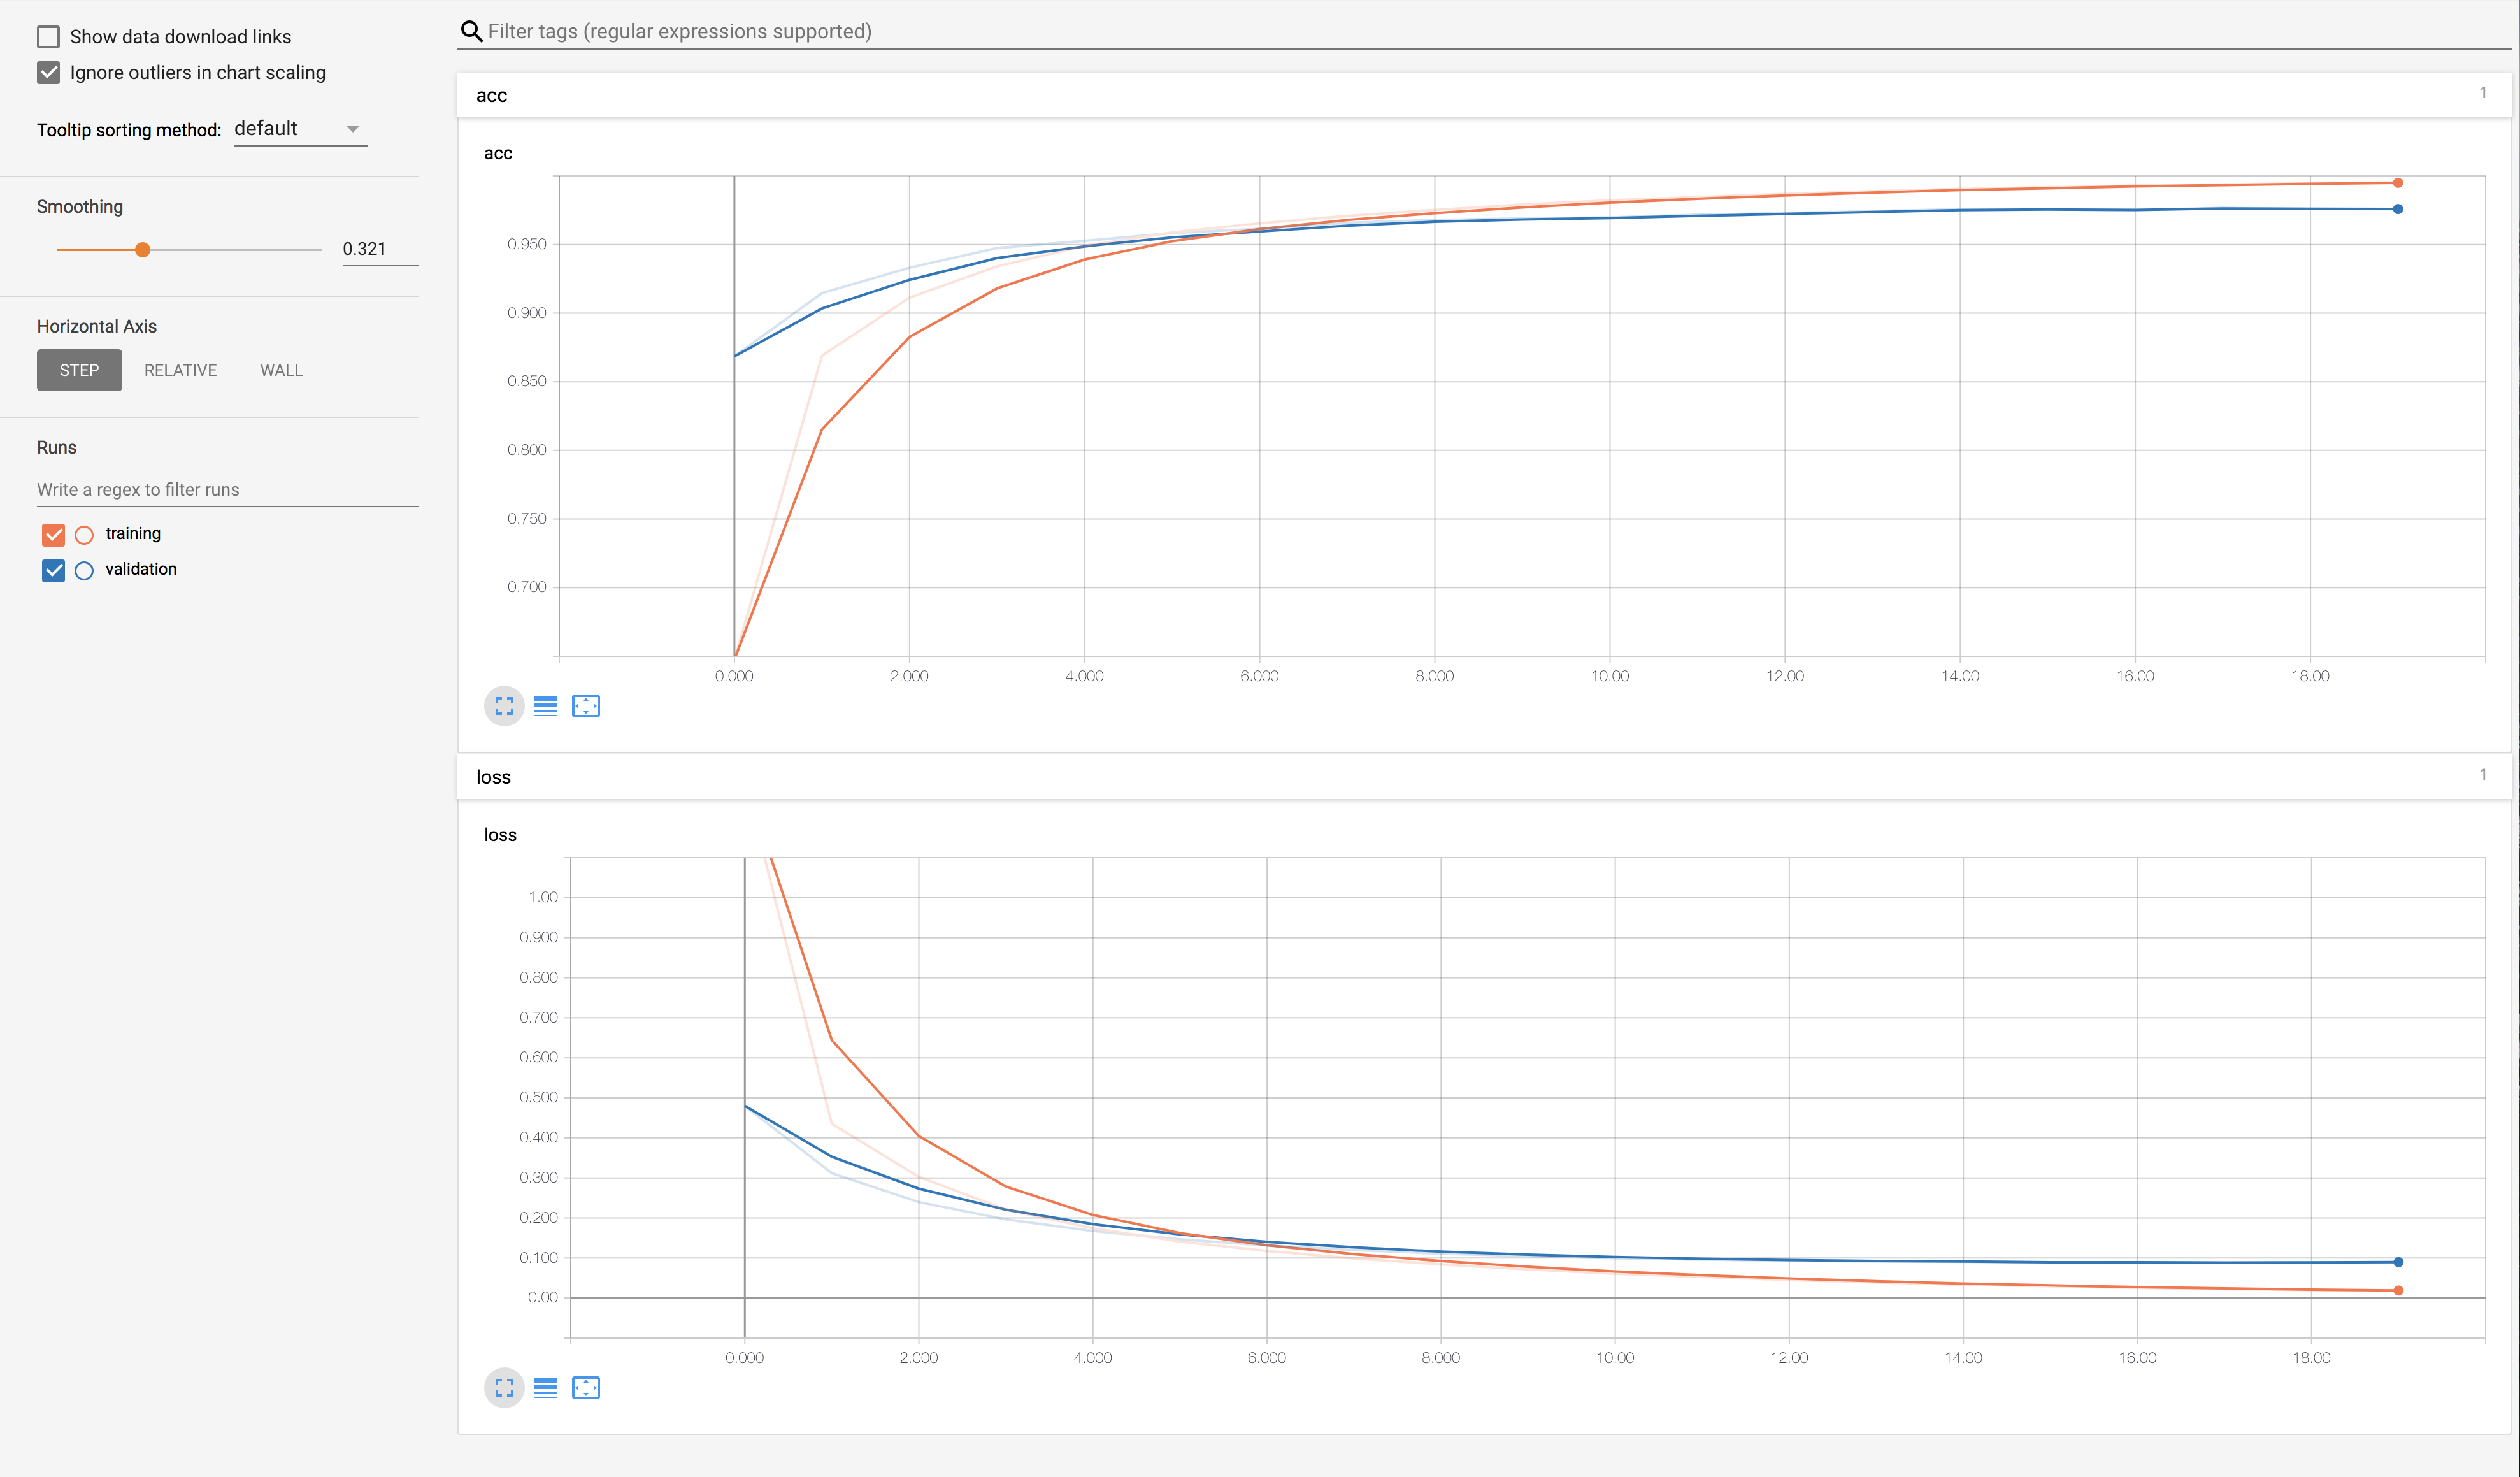 Show data download links
Ignore outliers in chart scaling
Tooltip sorting method: default
Smoothing
0.321
Horizontal Axis
STEP RELATIVE WALL
Runs
Write a regex to filter runs
training
validation
Filter tags (regular expressions supported)
acc 1
acc
0.950
0.900
0.850
0.800
0.750
0.700
0.000 2.000 4.000 6.000 8.000 10.00 12.00 14.00 16.00 18.00
loss 1
loss
1.00
0.900
0.800
0.700
0.600
0.500
0.400
0.300
0.200
0.100
0.00
0.000 2.000 4.000 6.000 8.000 10.00 12.00 14.00 16.00 18.00